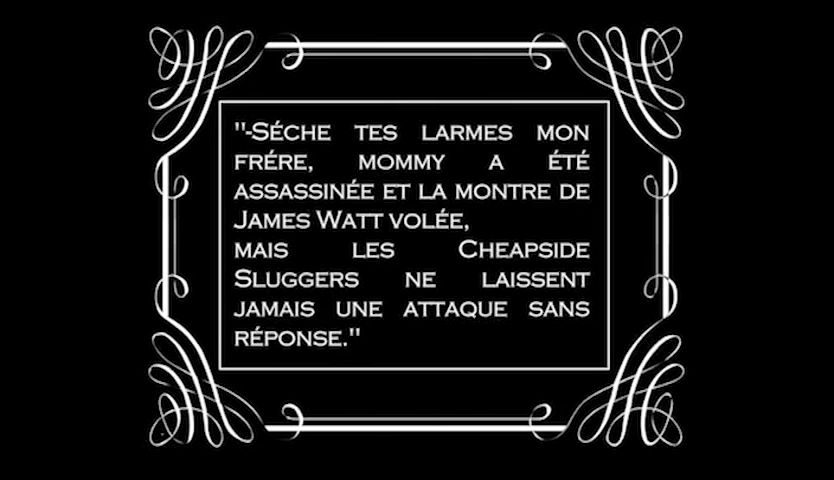 "-Séche tes larmes mon
frére, mommy a été
assassinée et la montre de
James Watt volée,
mais les Cheapside
Sluggers ne laissent
jamais une attaque sans
réponse."